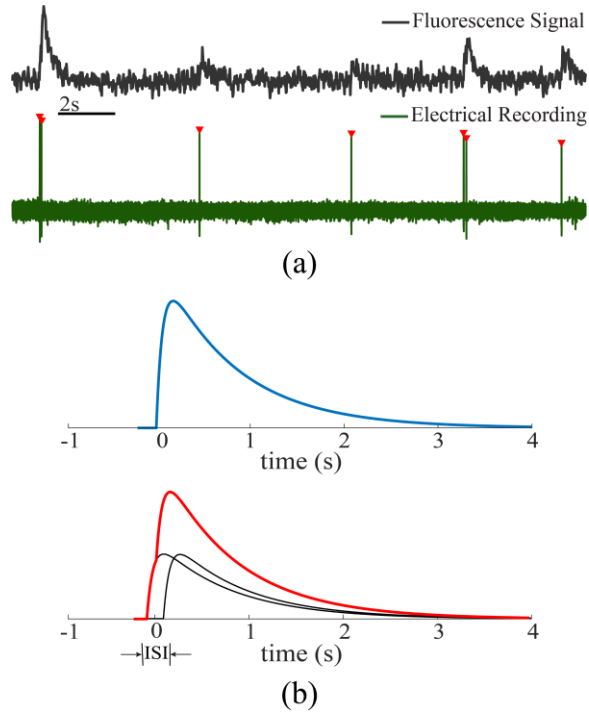 Fluorescence Signal
2s
Electrical Recording
(a)
-1 0 1 2 3 4
time (s)
-1 0 1 2 3 4
time (s)
ISI
(b)